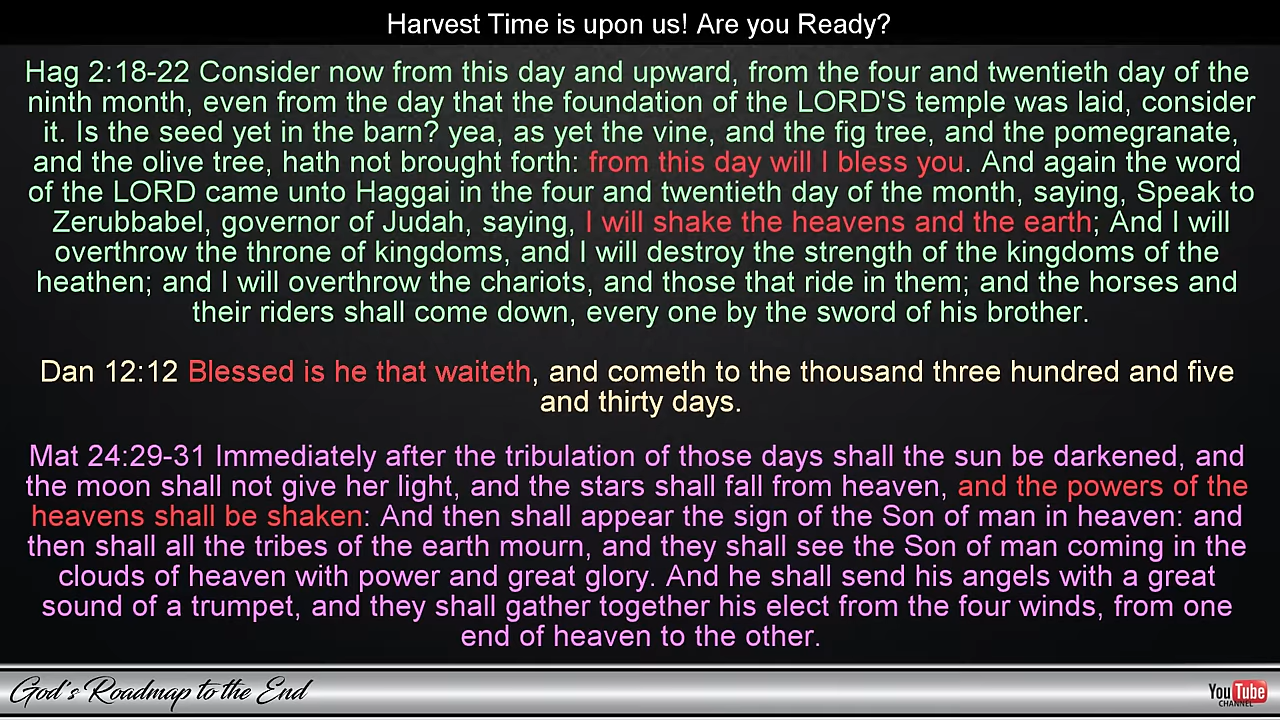 Harvest Time is upon us! Are you Ready?
Hag 2:18-22 Consider now from this day and upward, from the four and twentieth day of the
ninth month, even from the day that the foundation of the LORD'S temple was laid, consider
it. Is the seed yet in the barn? yea, as yet the vine, and the fig tree, and the pomegranate,
and the olive tree, hath not brought forth: from this day will I bless you. And again the word
of the LORD came unto Haggai in the four and twentieth day of the month, saying, Speak to
Zerubbabel, governor of Judah, saying, I will shake the heavens and the earth; And I will
overthrow the throne of kingdoms, and I will destroy the strength of the kingdoms of the
heathen; and I will overthrow the chariots, and those that ride in them; and the horses and
their riders shall come down, every one by the sword of his brother.
Dan 12:12 Blessed is he that waiteth, and cometh to the thousand three hundred and five
and thirty days.
Mat 24:29-31 Immediately after the tribulation of those days shall the sun be darkened, and
the moon shall not give her light, and the stars shall fall from heaven, and the powers of the
heavens shall be shaken: And then shall appear the sign of the Son of man in heaven: and
then shall all the tribes of the earth mourn, and they shall see the Son of man coming in the
clouds of heaven with power and great glory. And he shall send his angels with a great
sound of a trumpet, and they shall gather together his elect from the four winds, from one
end of heaven to the other.
God's Roadmap to the End
YouTube
CHANNEL